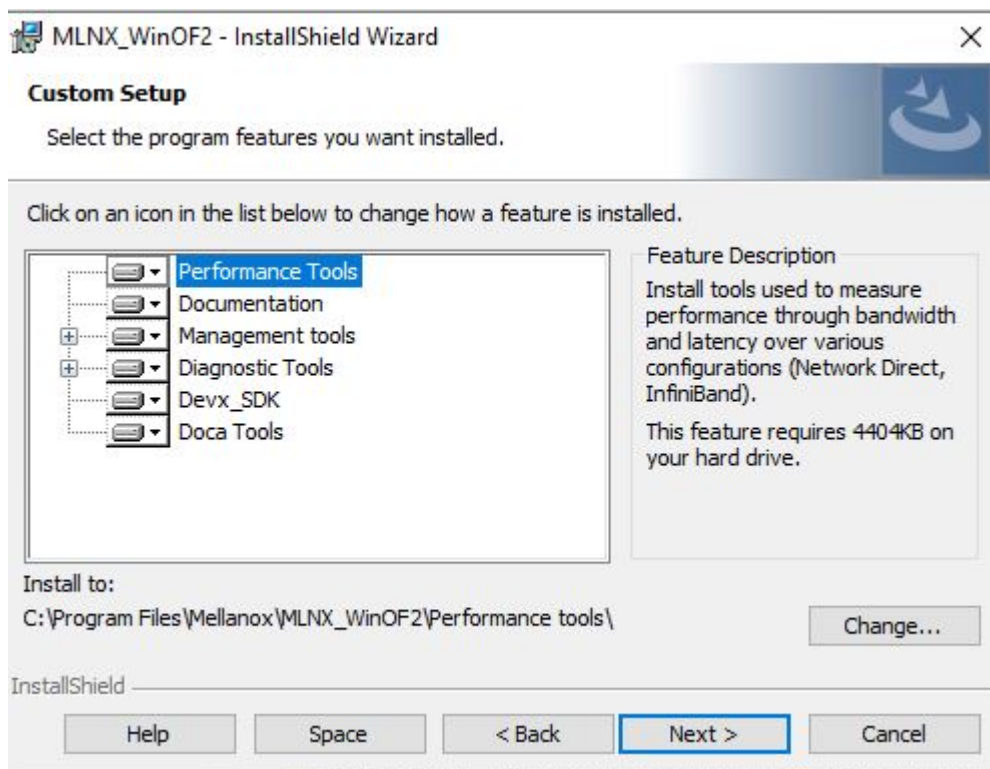 MLNX_WinOF2 - InstallShield Wizard
Custom Setup
Select the program features you want installed.
Click on an icon in the list below to change how a feature is installed.
Performance Tools
Documentation
Management tools
Diagnostic Tools
Devx_SDK
Doca Tools
Feature Description
Install tools used to measure
performance through bandwidth
and latency over various
configurations (Network Direct,
InfiniBand).
This feature requires 4404KB on
your hard drive.
Install to:
C:\Program Files\Mellanox\MLNX_WinOF2\Performance tools\
Change...
InstallShield
Help
Space
< Back
Next >
Cancel